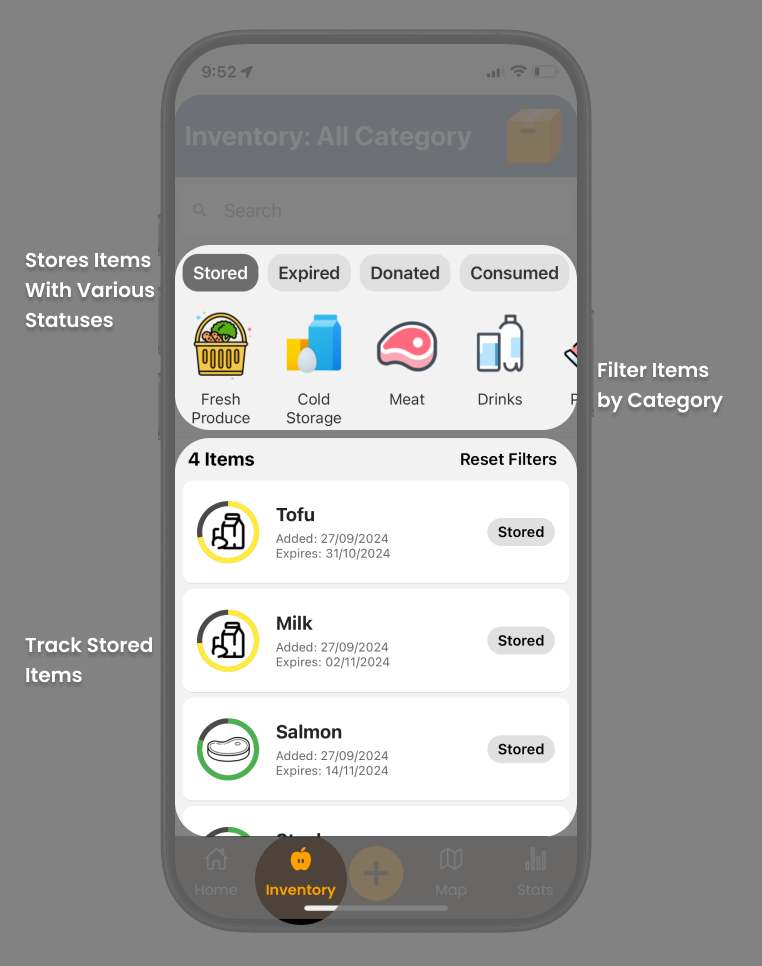 9:52
Inventory: All Category
Search
Stores Items
With Various
Statuses
Stored Expired Donated Consumed
Fresh
Produce
Cold
Storage
Meat
Drinks
Filter Items
by Category
4 Items Reset Filters
Tofu
Added: 27/09/2024
Expires: 31/10/2024
Stored
Milk
Added: 27/09/2024
Expires: 02/11/2024
Stored
Track Stored
Items
Salmon
Added: 27/09/2024
Expires: 14/11/2024
Stored
Home Inventory Map Stats